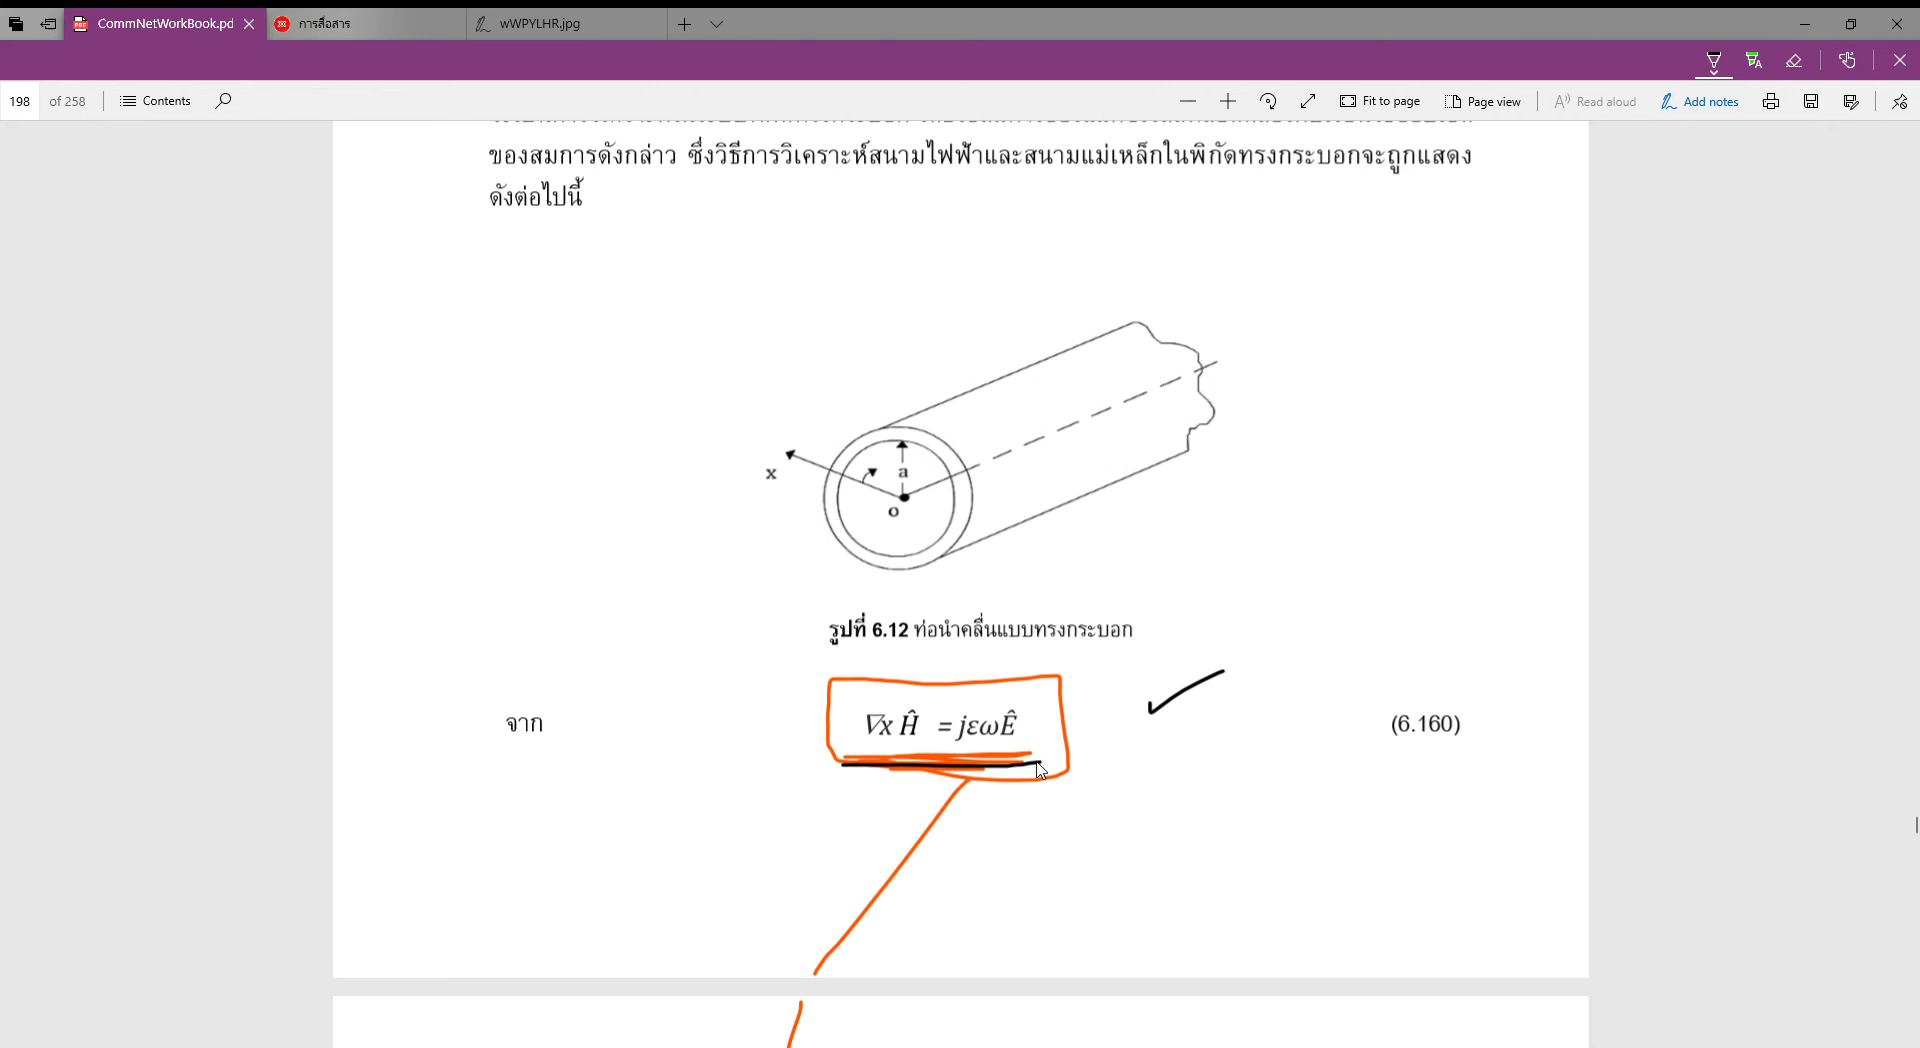 CommNetWorkBook.pd
การสื่อสาร
wWPYLHR.jpg
198 of 258
Contents
Fit to page
Page view
Read aloud
Add notes
ของสมการดังกล่าว ซึ่งวิธีการวิเคราะห์สนามไฟฟ้าและสนามแม่เหล็กในพิกัดทรงกระบอกจะถูกแสดง
ดังต่อไปนี้
x
a
o
รูปที่ 6.12 ท่อนำคลื่นแบบทรงกระบอก
จาก ∇x Ĥ = jεωÊ (6.160)